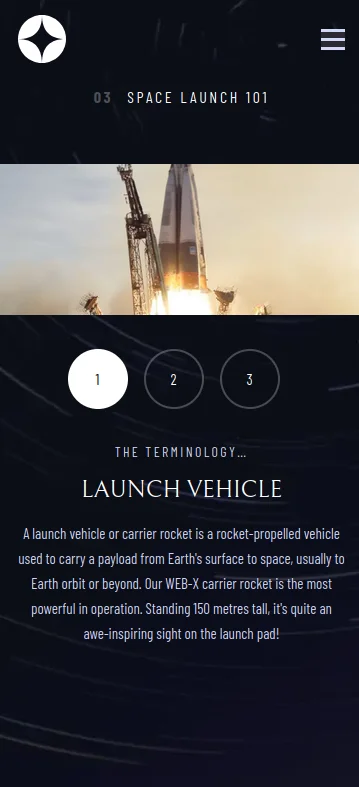 03 SPACE LAUNCH 101
1 2 3
THE TERMINOLOGY...
LAUNCH VEHICLE
A launch vehicle or carrier rocket is a rocket-propelled vehicle
used to carry a payload from Earth's surface to space, usually to
Earth orbit or beyond. Our WEB-X carrier rocket is the most
powerful in operation. Standing 150 metres tall, it's quite an
awe-inspiring sight on the launch pad!